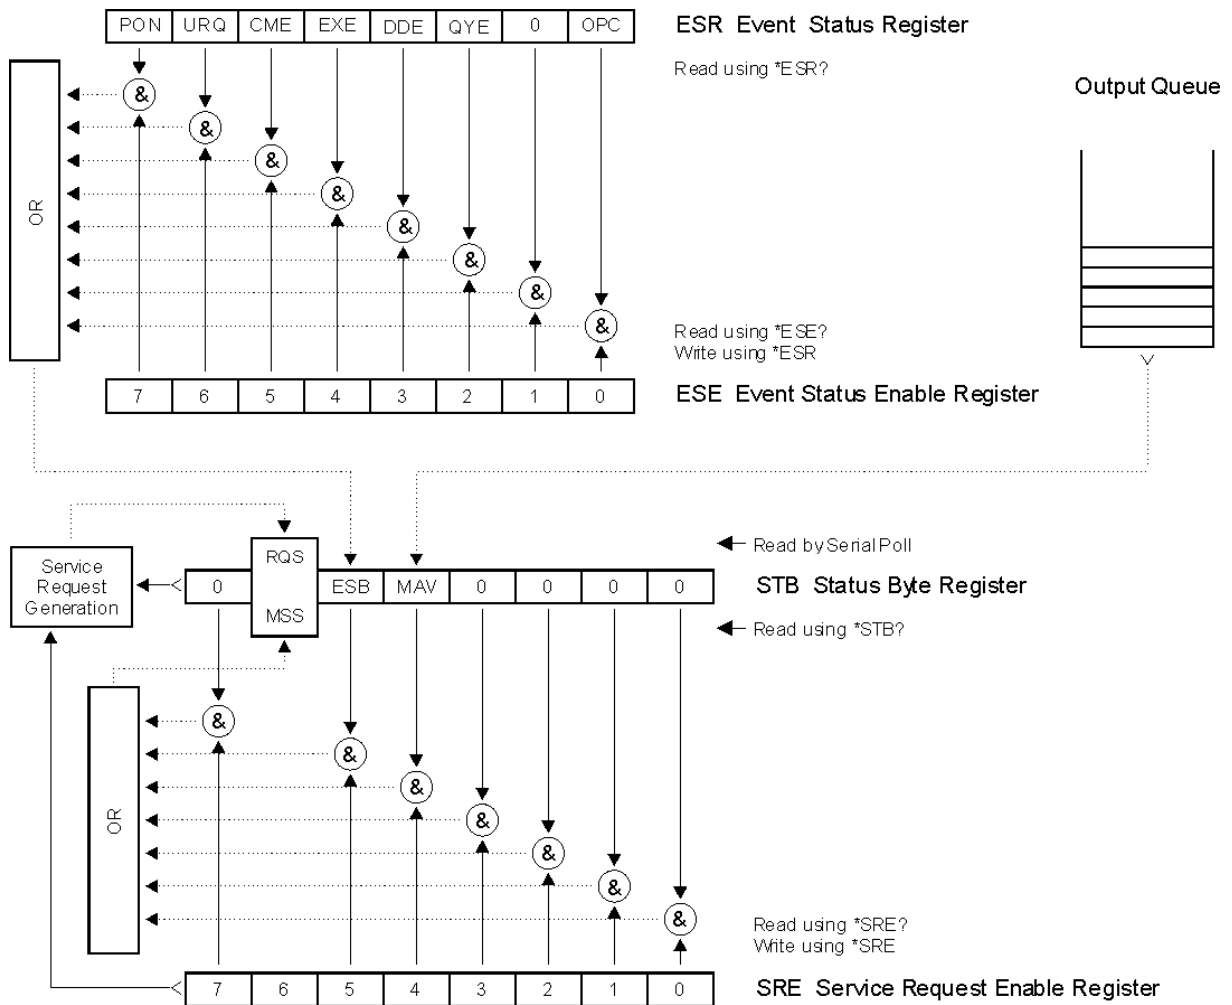 PON URQ CME EXE DDE QYE 0 OPC
ESR Event Status Register
Read using *ESR?
Output Queue
&
&
&
&
&
&
&
&
OR
Read using *ESE?
Write using *ESR
7 6 5 4 3 2 1 0
ESE Event Status Enable Register
Service
Request
Generation
RQS
MSS
0 ESB MAV 0 0 0 0
Read by Serial Poll
STB Status Byte Register
Read using *STB?
&
&
&
&
&
&
&
OR
Read using *SRE?
Write using *SRE
7 6 5 4 3 2 1 0
SRE Service Request Enable Register